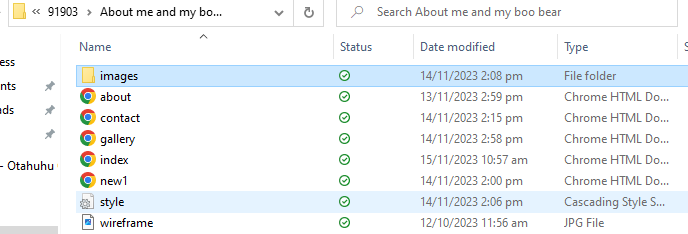 « 91903 > About me and my bo...
Search About me and my boo bear
Name Status Date modified Type
ess
images 14/11/2023 2:08 pm File folder
nts
about 13/11/2023 2:59 pm Chrome HTML Do...
nds
contact 14/11/2023 2:15 pm Chrome HTML Do...
gallery 14/11/2023 2:58 pm Chrome HTML Do...
- Otahuhu
index 15/11/2023 10:57 am Chrome HTML Do...
new1 14/11/2023 2:00 pm Chrome HTML Do...
style 14/11/2023 2:06 pm Cascading Style S...
wireframe 12/10/2023 11:56 am JPG File